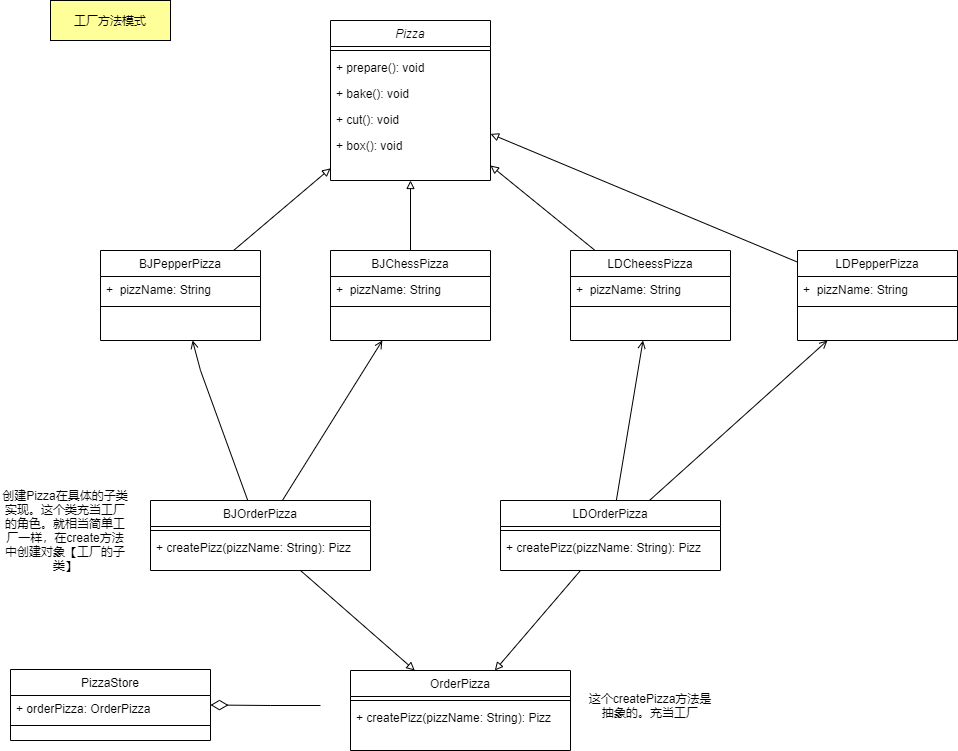 工厂方法模式
Pizza
+ prepare(): void
+ bake(): void
+ cut(): void
+ box(): void
BJPepperPizza
+ pizzName: String
BJChessPizza
+ pizzName: String
LDCheessPizza
+ pizzName: String
LDPepperPizza
+ pizzName: String
创建Pizza在具体的子类
实现。这个类充当工厂
的角色。就相当简单工
厂一样，在create方法
中创建对象【工厂的子
类】
BJOrderPizza
+ createPizz(pizzName: String): Pizz
LDOrderPizza
+ createPizz(pizzName: String): Pizz
PizzaStore
+ orderPizza: OrderPizza
OrderPizza
+ createPizz(pizzName: String): Pizz
这个createPizza方法是
抽象的。充当工厂